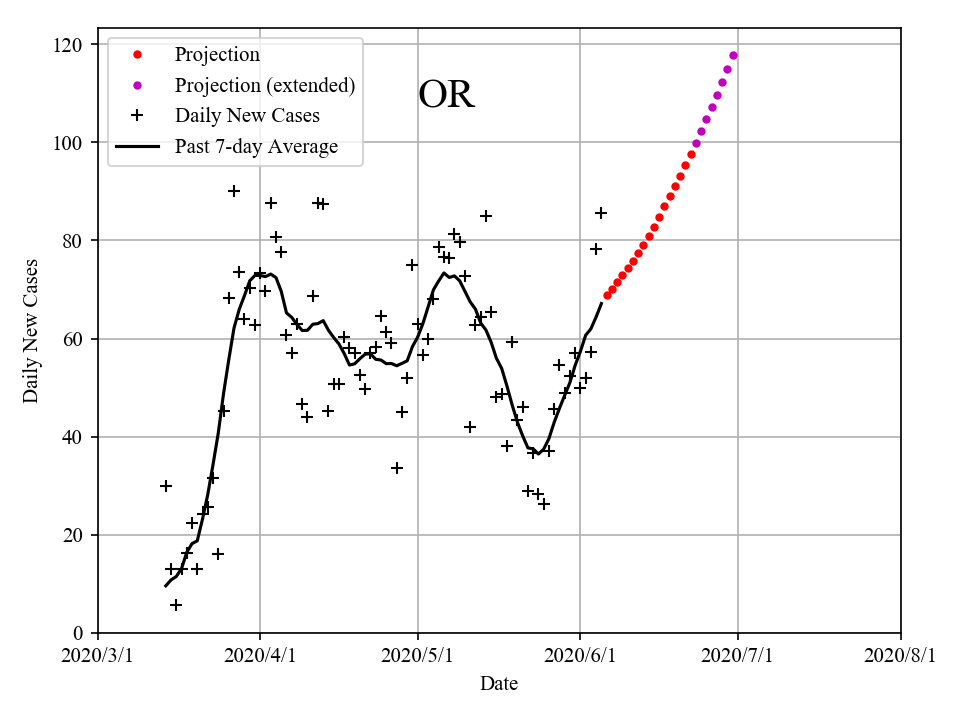 120
100
80
60
40
20
0
Daily New Cases
Projection
Projection (extended)
Daily New Cases
Past 7-day Average
OR
2020/3/1 2020/4/1 2020/5/1 2020/6/1 2020/7/1 2020/8/1
Date